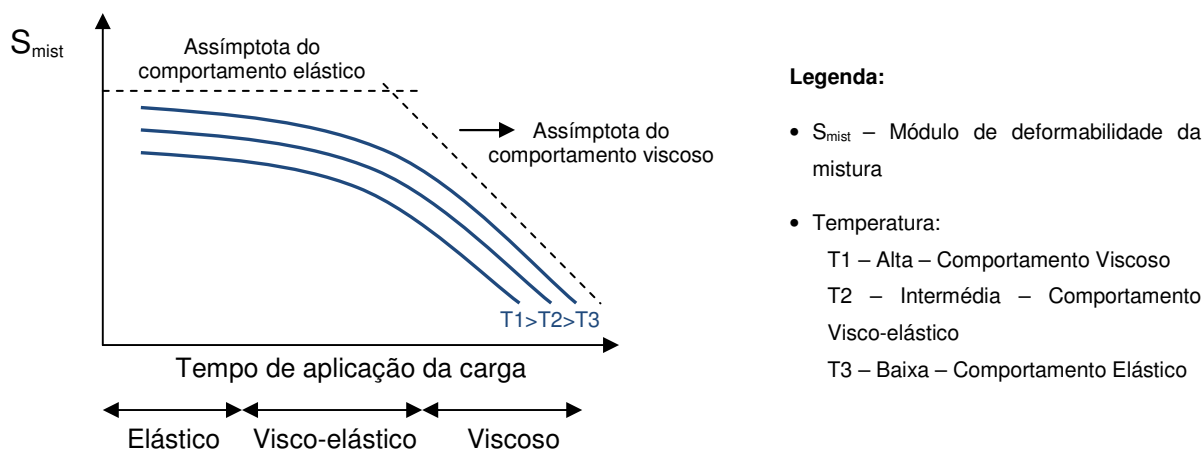 S_mist
Assímptota do
comportamento elástico
Assímptota do
comportamento viscoso
T1>T2>T3
Tempo de aplicação da carga
Elástico Visco-elástico Viscoso
Legenda:
• S_mist – Módulo de deformabilidade da
mistura
• Temperatura:
T1 – Alta – Comportamento Viscoso
T2 – Intermédia – Comportamento
Visco-elástico
T3 – Baixa – Comportamento Elástico